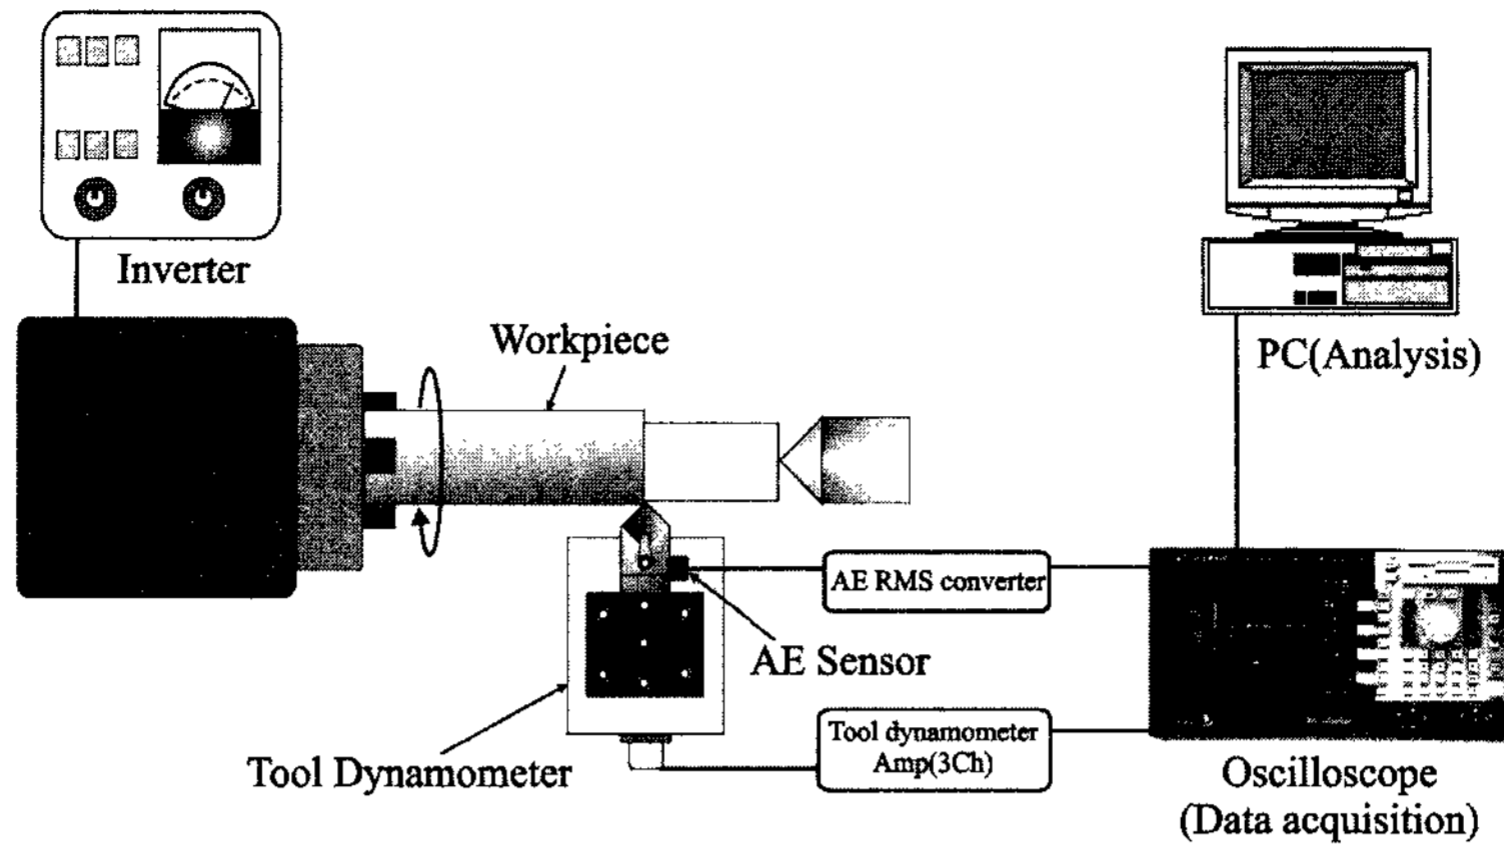 Inverter
Workpiece
PC(Analysis)
AE RMS converter
AE Sensor
Tool dynamometer
Amp(3Ch)
Tool Dynamometer
Oscilloscope
(Data acquisition)